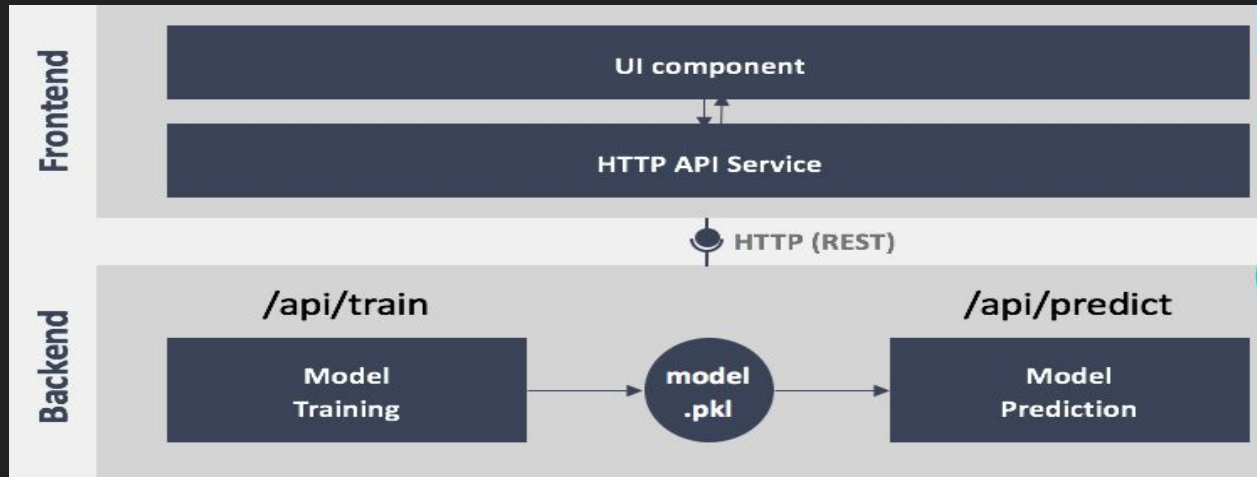 Frontend
UI component
HTTP API Service
HTTP (REST)
Backend
/api/train
/api/predict
Model
Training
model
.pkl
Model
Prediction